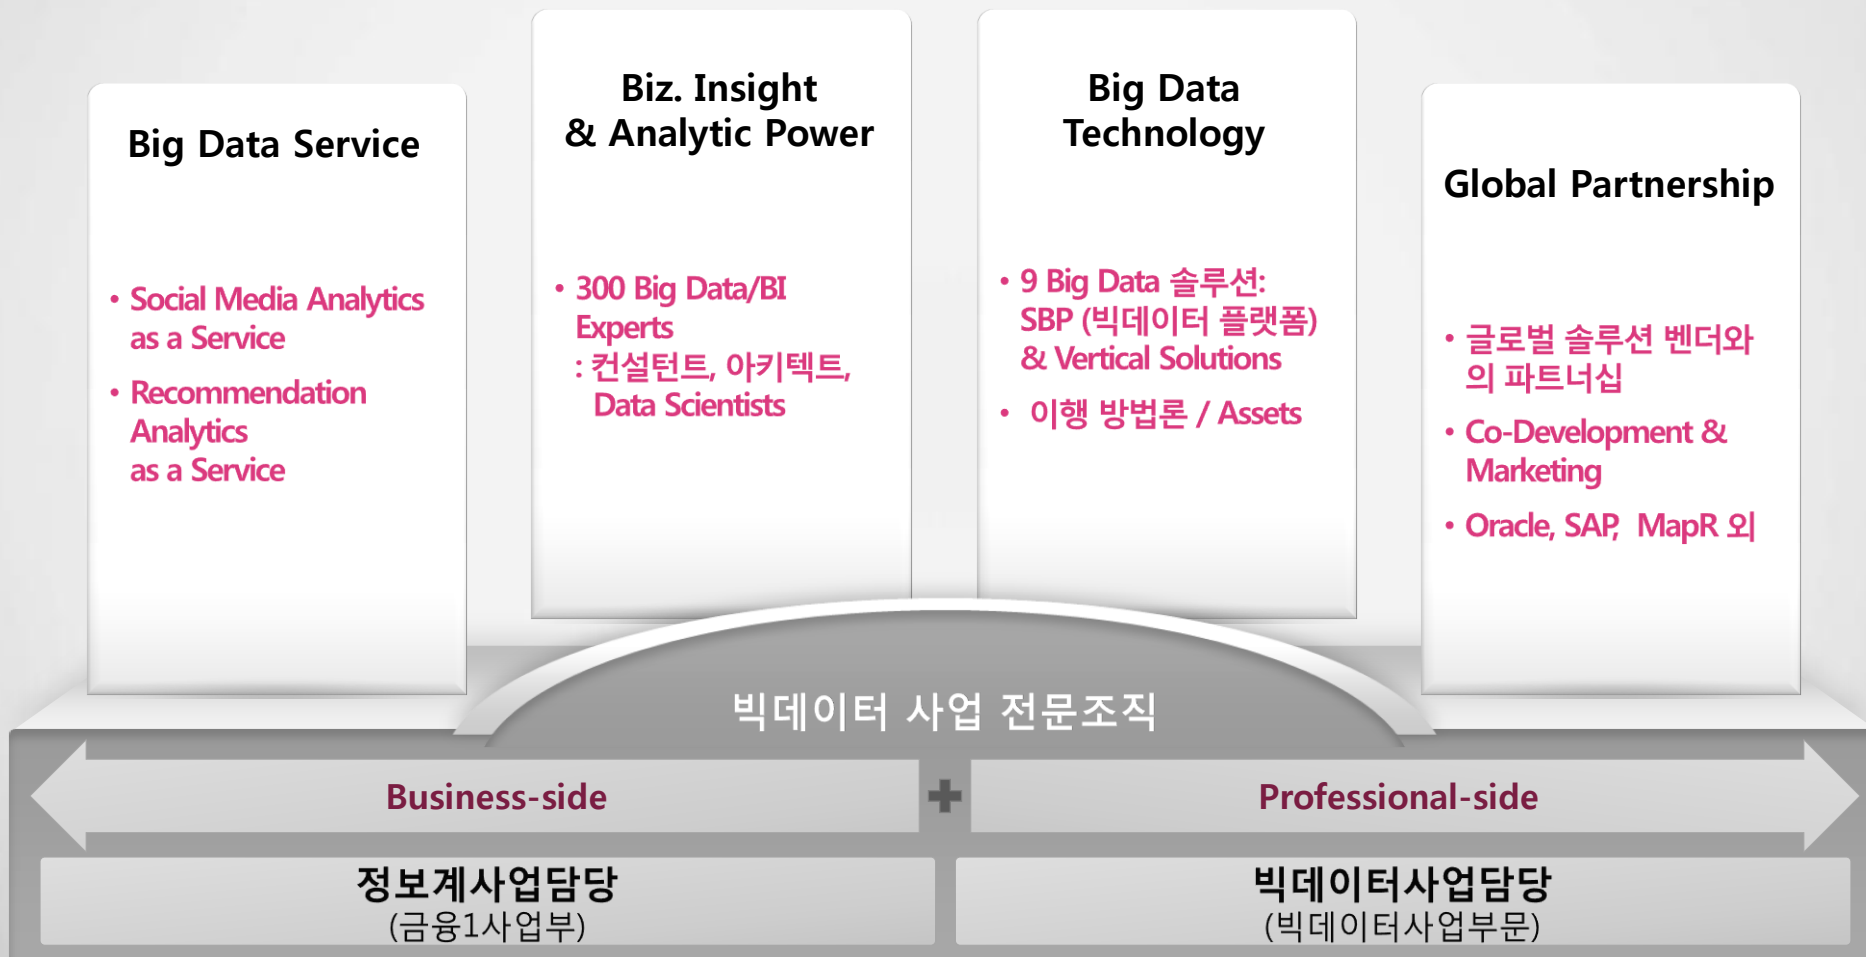 Big Data Service
• Social Media Analytics
as a Service
• Recommendation
Analytics
as a Service
Biz. Insight
& Analytic Power
• 300 Big Data/BI
Experts
: 컨설턴트, 아키텍트,
Data Scientists
Big Data
Technology
• 9 Big Data 솔루션:
SBP (빅데이터 플랫폼)
& Vertical Solutions
• 이행 방법론 / Assets
Global Partnership
• 글로벌 솔루션 벤더와
의 파트너십
• Co-Development &
Marketing
• Oracle, SAP, MapR 외
빅데이터 사업 전문조직
Business-side
Professional-side
정보계사업담당
(금융1사업부)
빅데이터사업담당
(빅데이터사업부문)